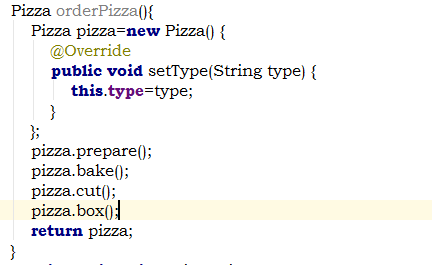 Pizza orderPizza(){
Pizza pizza=new Pizza() {
@Override
public void setType(String type) {
this.type=type;
}
};
pizza.prepare();
pizza.bake();
pizza.cut();
pizza.box();
return pizza;
}